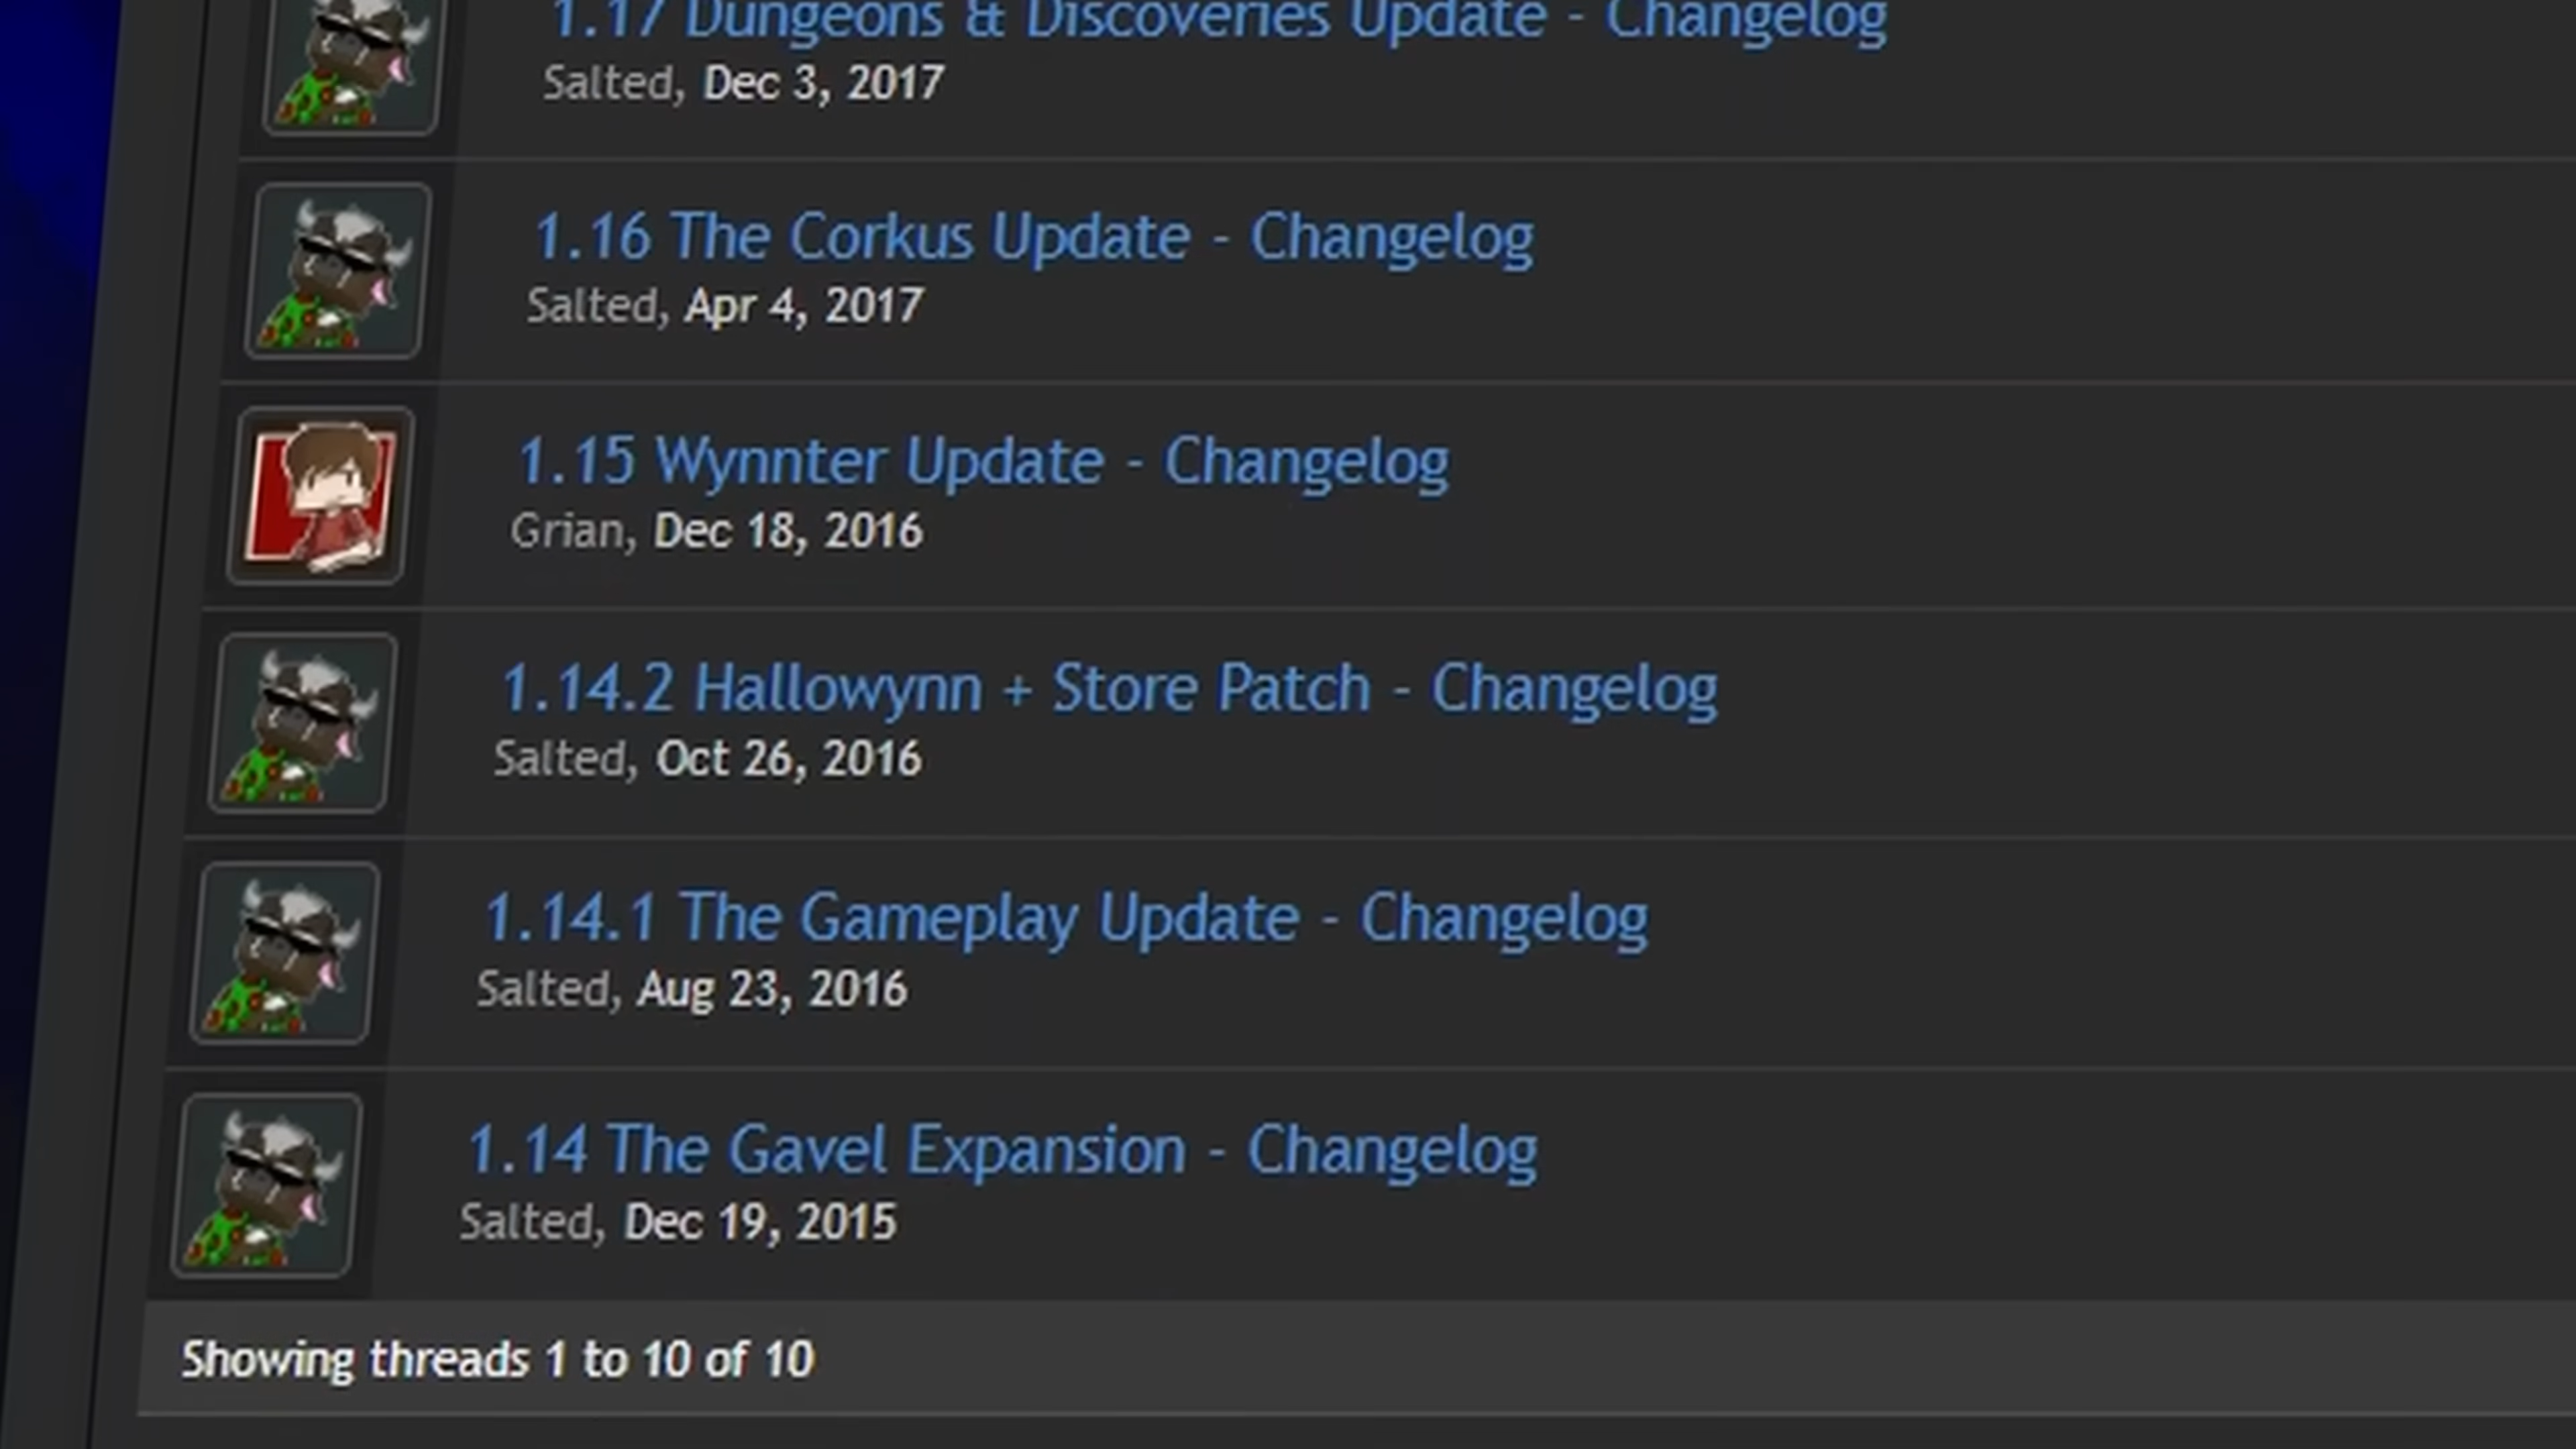 1.17 Dungeons & Discoveries Update - Changelog
Salted, Dec 3, 2017
1.16 The Corkus Update - Changelog
Salted, Apr 4, 2017
1.15 Wynnter Update - Changelog
Grian, Dec 18, 2016
1.14.2 Hallowynn + Store Patch - Changelog
Salted, Oct 26, 2016
1.14.1 The Gameplay Update - Changelog
Salted, Aug 23, 2016
1.14 The Gavel Expansion - Changelog
Salted, Dec 19, 2015
Showing threads 1 to 10 of 10